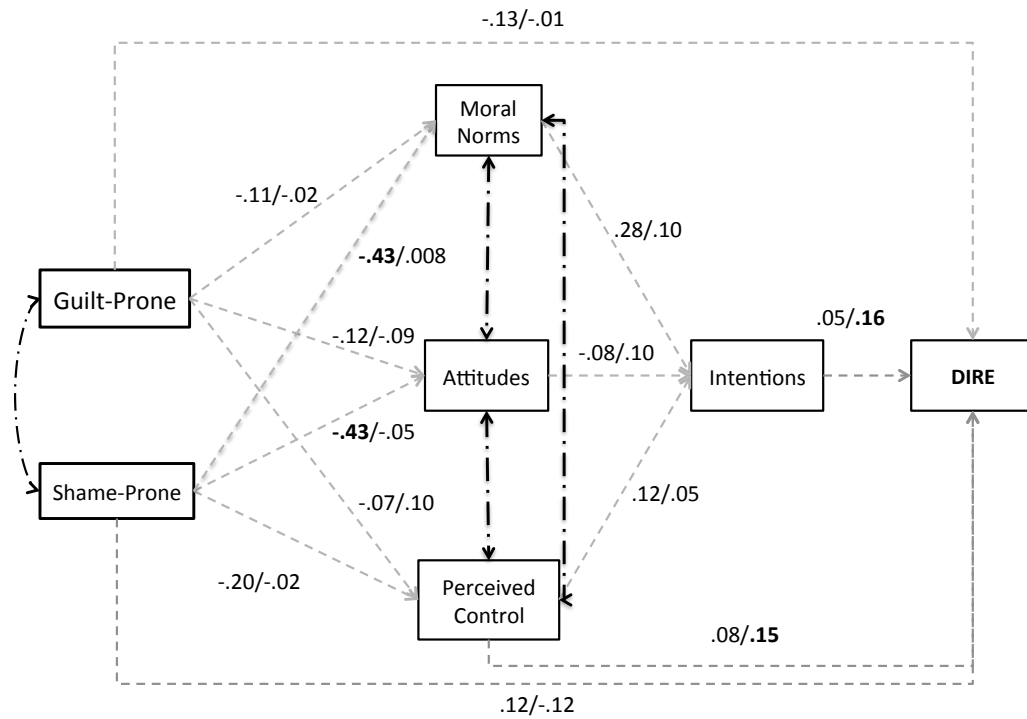 -.13/-.01
Moral
Norms
-.11/-.02
.28/.10
-.43/.008
Guilt-Prone
-.12/-.09
.05/.16
-.08/.10
Attitudes
Intentions
DIRE
-.43/-.05
Shame-Prone
-.07/.10
.12/.05
-.20/-.02
Perceived
Control
.08/.15
.12/-.12